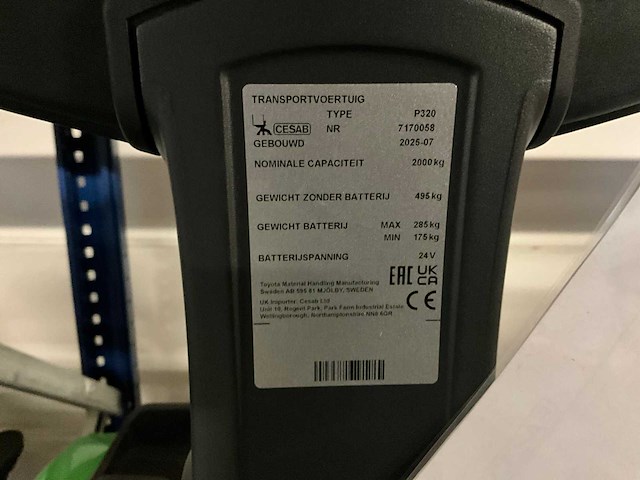 TRANSPORTVOERTUIG
TYPE P320
CESAB NR 7170058
GEBOUWD 2025-07
NOMINALE CAPACITEIT 2000 kg
GEWICHT ZONDER BATTERIJ 495 kg
GEWICHT BATTERIJ MAX 285 kg
MIN 175 kg
BATTERIJSPANNING 24 V
Toyota Material Handling Manufacturing
Sweden AB 595 81 MJÖLBY, SWEDEN
EAC UK CA
UK Importer: Cesab Ltd
Unit 19, Regent Park, Park Farm Industrial Estate
Wellingborough, Northamptonshire NN8 6GR
CE